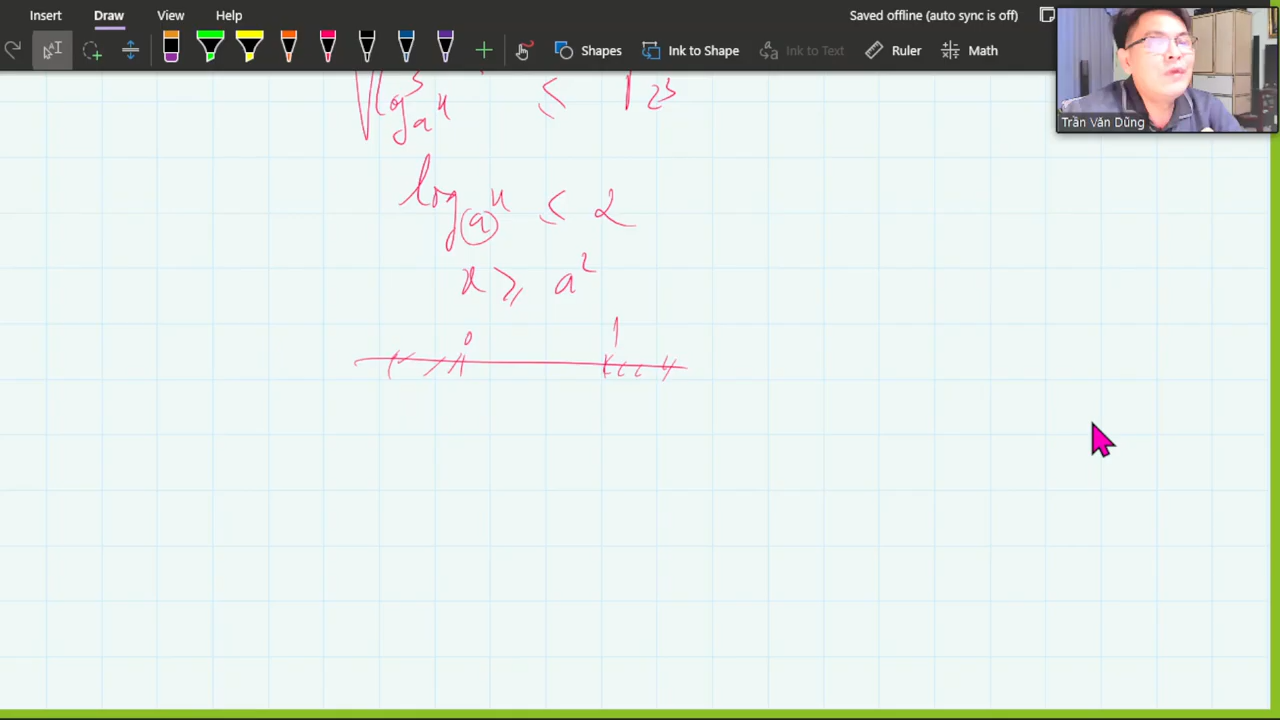 Insert Draw View Help Saved offline (auto sync is off)
Shapes Ink to Shape Ink to Text Ruler Math
Trần Văn Dũng
≤ 123
log_a x ≤ 2
x ≥ a²
0 1